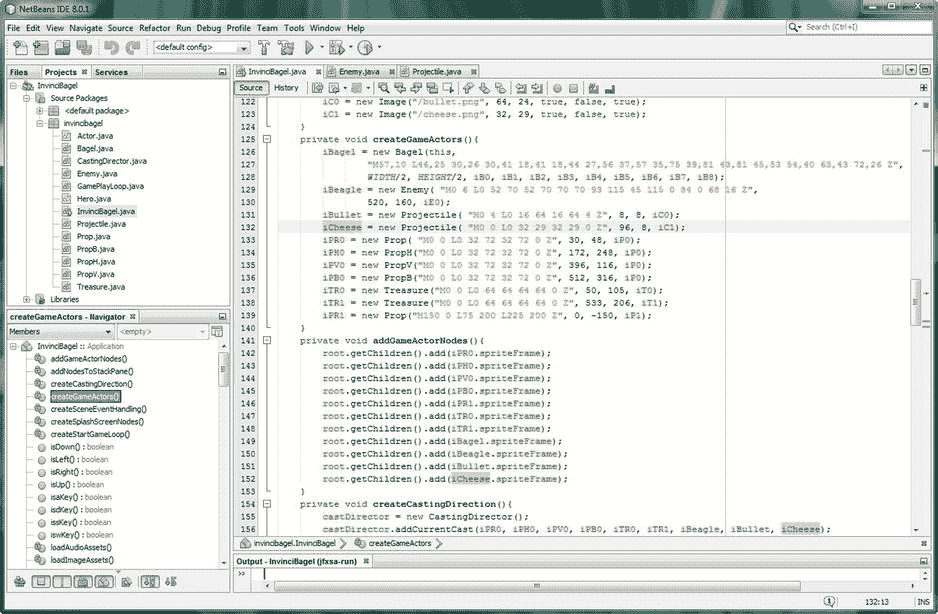 NetBeans IDE 8.0.1
File Edit View Navigate Source Refactor Run Debug Profile Team Tools Window Help
Search (Ctrl+I)
<default config>
Files Projects Services
InvinciBagel
Source Packages
<default package>
invincibagel
Actor.java
Bagel.java
CastingDirector.java
Enemy.java
GamePlayLoop.java
Hero.java
InvinciBagel.java
Projectile.java
Prop.java
PropB.java
PropH.java
PropV.java
Treasure.java
Libraries
createGameActors - Navigator
Members <empty>
InvinciBagel :: Application
addGameActorNodes()
addNodesToStackPane()
createCastingDirection()
createGameActors()
createSceneEventHandling()
createSplashScreenNodes()
createStartGameLoop()
isDown() : boolean
isLeft() : boolean
isRight() : boolean
isUp() : boolean
isaKey() : boolean
isdKey() : boolean
issKey() : boolean
iswKey() : boolean
loadAudioAssets()
loadImageAssets()
InvinciBagel.java Enemy.java Projectile.java
Source History
122 iC0 = new Image("/bullet.png", 64, 24, true, false, true);
123 iC1 = new Image("/cheese.png", 32, 29, true, false, true);
124 }
125 private void createGameActors(){
126 iBagel = new Bagel(this,
127 "M57,10 L46,25 30,26 30,41 18,41 18,44 27,56 37,57 35,75 39,81 43,81 45,53 54,40 63,43 72,26 Z",
128 WIDTH/2, HEIGHT/2, iB0, iB1, iB2, iB3, iB4, iB5, iB6, iB7, iB8);
129 iBeagle = new Enemy( "M0 6 L0 52 70 52 70 70 70 93 115 45 115 0 84 0 68 16 Z",
130 520, 160, iE0);
131 iBullet = new Projectile( "M0 4 L0 16 64 16 64 4 Z", 8, 8, iC0);
132 iCheese = new Projectile( "M0 0 L0 32 29 32 29 0 Z", 96, 8, iC1);
133 iPR0 = new Prop( "M0 0 L0 32 72 32 72 0 Z", 30, 48, iP0);
134 iPH0 = new PropH("M0 0 L0 32 72 32 72 0 Z", 172, 248, iP0);
135 iPV0 = new PropV("M0 0 L0 32 72 32 72 0 Z", 396, 116, iP0);
136 iPB0 = new PropB("M0 0 L0 32 72 32 72 0 Z", 512, 316, iP0);
137 iTR0 = new Treasure("M0 0 L0 64 64 64 64 0 Z", 50, 105, iT0);
138 iTR1 = new Treasure("M0 0 L0 64 64 64 64 0 Z", 533, 206, iT1);
139 iPR1 = new Prop("M150 0 L75 200 L225 200 Z", 0, -150, iP1);
140 }
141 private void addGameActorNodes(){
142 root.getChildren().add(iPR0.spriteFrame);
143 root.getChildren().add(iPH0.spriteFrame);
144 root.getChildren().add(iPV0.spriteFrame);
145 root.getChildren().add(iPB0.spriteFrame);
146 root.getChildren().add(iPR1.spriteFrame);
147 root.getChildren().add(iTR0.spriteFrame);
148 root.getChildren().add(iTR1.spriteFrame);
149 root.getChildren().add(iBagel.spriteFrame);
150 root.getChildren().add(iBeagle.spriteFrame);
151 root.getChildren().add(iBullet.spriteFrame);
152 root.getChildren().add(iCheese.spriteFrame);
153 }
154 private void createCastingDirection(){
155 castDirector = new CastingDirector();
156 castDirector.addCurrentCast(iPR0, iPH0, iPV0, iPB0, iTR0, iTR1, iBeagle, iBullet, iCheese);
invincibagel.InvinciBagel createGameActors
Output - InvinciBagel (jfxsa-run)
>>
132:13 INS